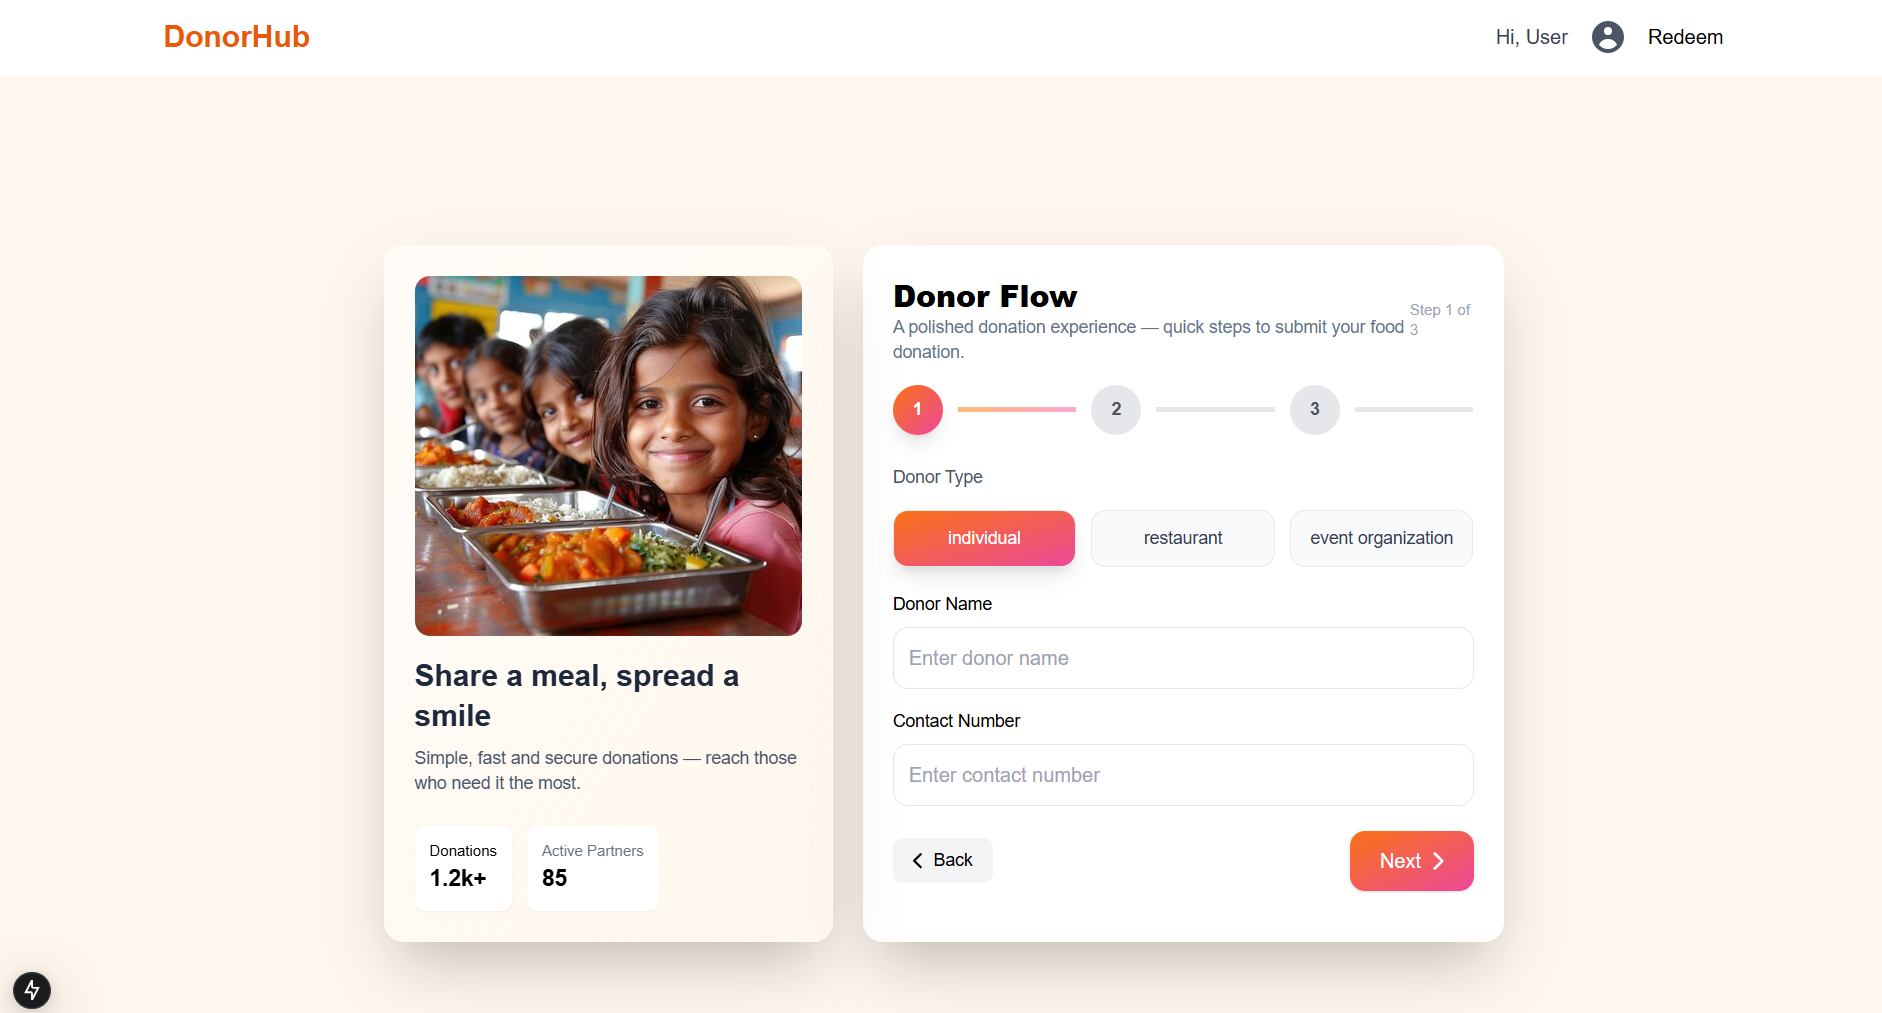 DonorHub
Hi, User
Redeem
Share a meal, spread a
smile
Simple, fast and secure donations — reach those
who need it the most.
Donations
1.2k+
Active Partners
85
Donor Flow
A polished donation experience — quick steps to submit your food
donation.
Step 1 of
3
1
2
3
Donor Type
individual
restaurant
event organization
Donor Name
Enter donor name
Contact Number
Enter contact number
Back
Next